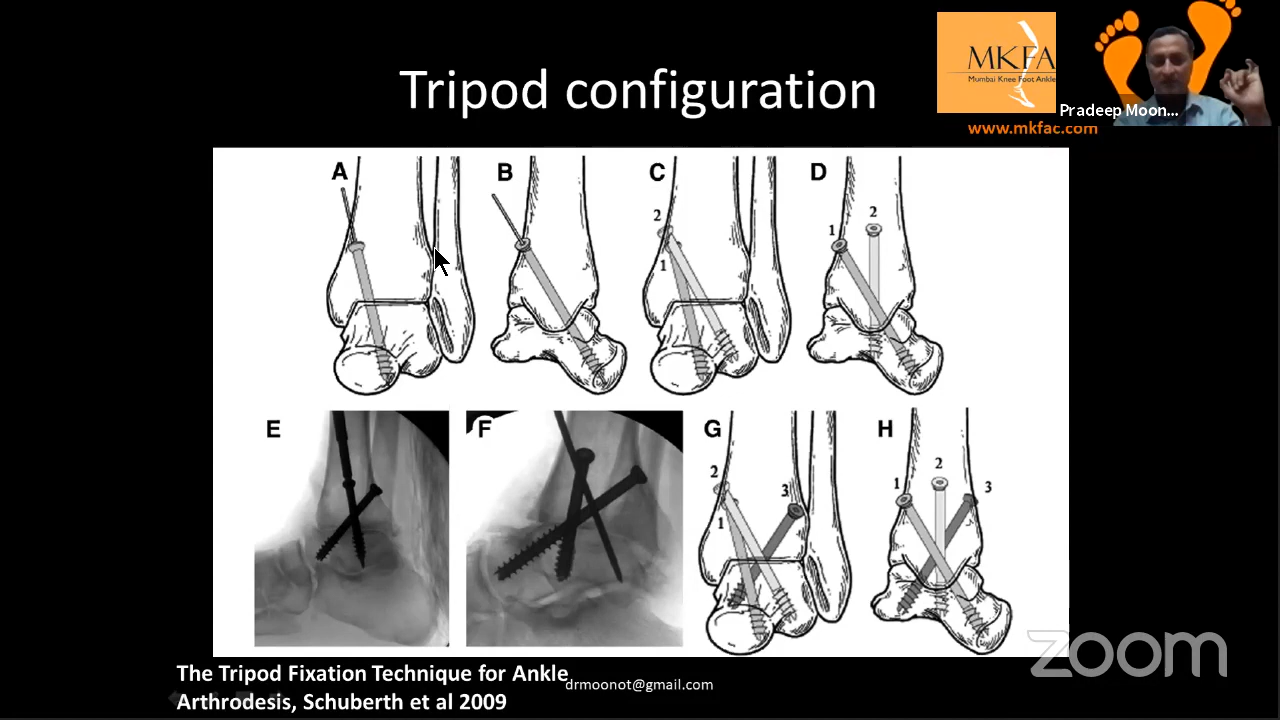 Tripod configuration
MKFA
Mumbai Knee Foot Ankle
Pradeep Moon...
www.mkfac.com
A
B
C
D
2
1
1
2
E
F
G
H
2
1
3
1
2
3
The Tripod Fixation Technique for Ankle
Arthrodesis, Schuberth et al 2009
drmoonot@gmail.com
zoom